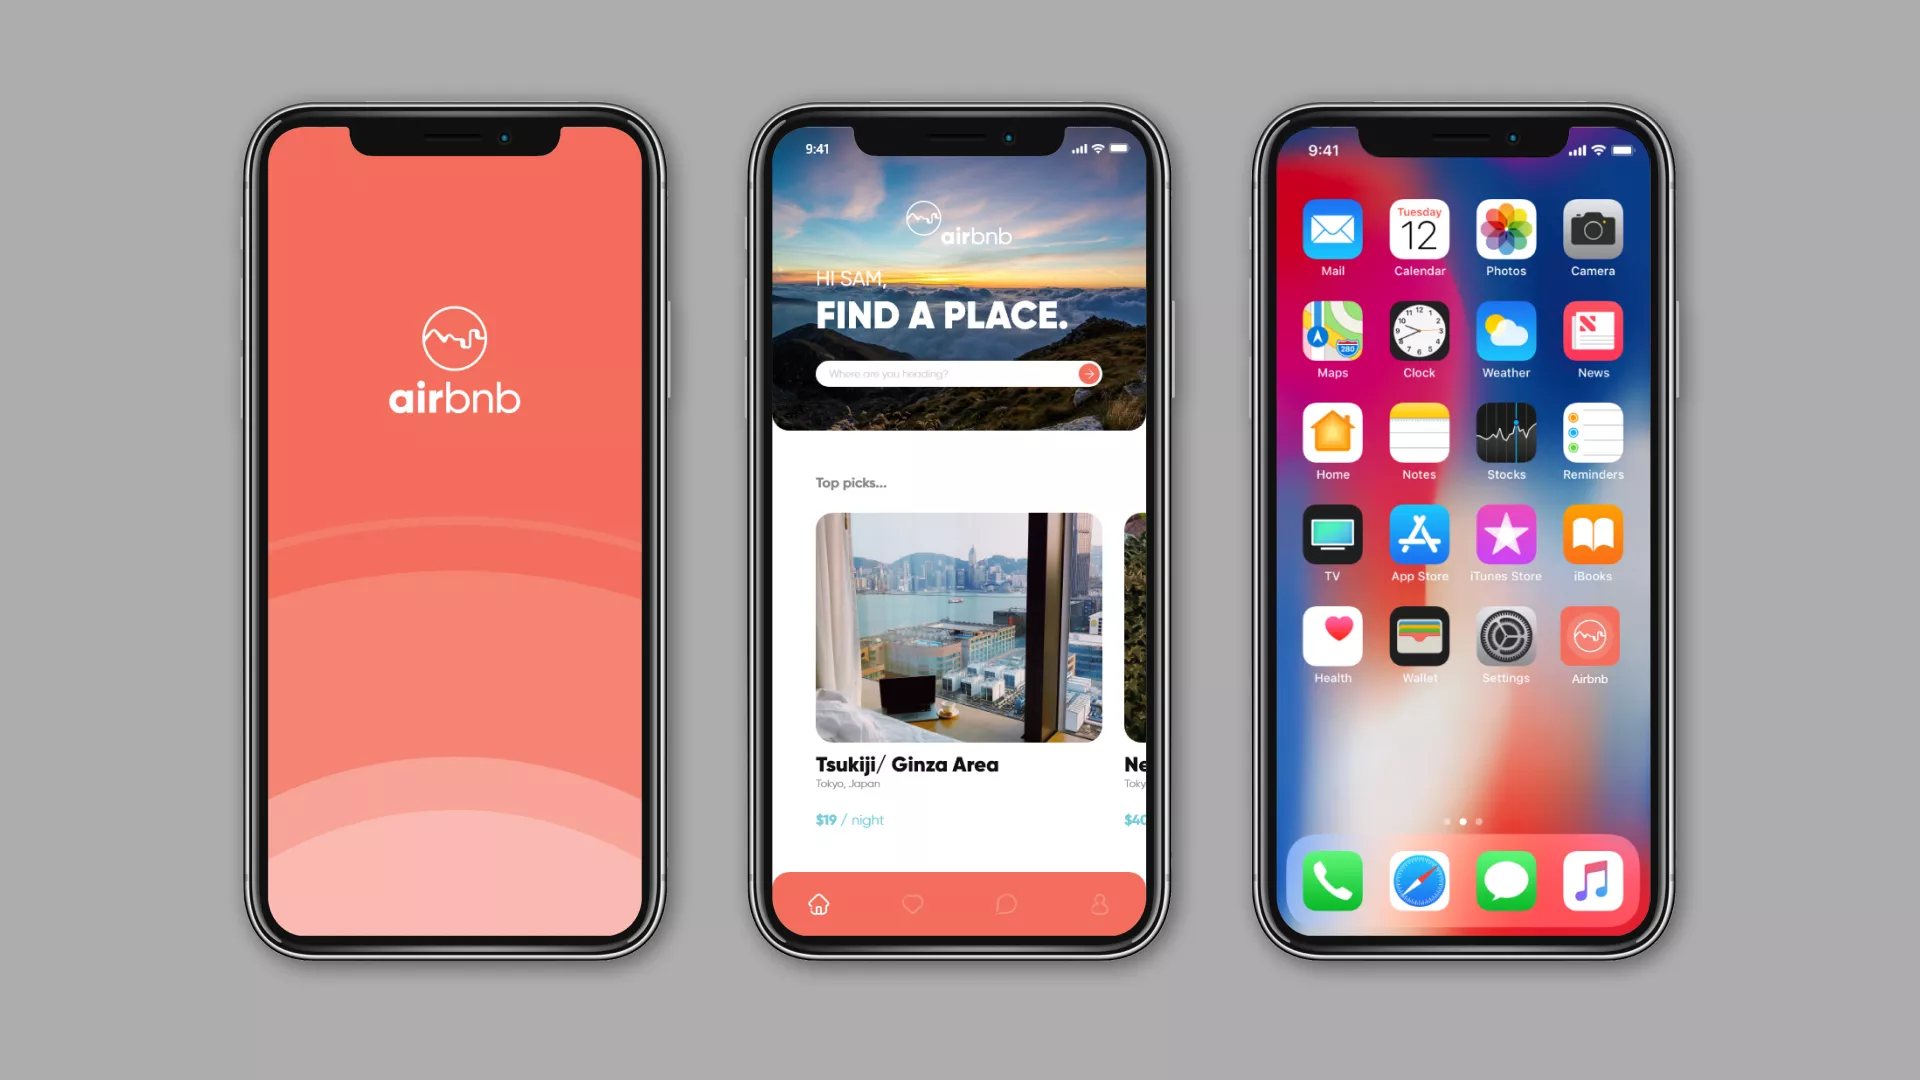 airbnb
9:41
airbnb
HI SAM,
FIND A PLACE.
Where are you heading?
Top picks...
Tsukiji/ Ginza Area
Tokyo, Japan
$19 / night
Ne
Toky
$40
9:41
Tuesday
12
Mail
Calendar
Photos
Camera
280
Maps
Clock
Weather
News
Home
Notes
Stocks
Reminders
TV
App Store
iTunes Store
iBooks
Health
Wallet
Settings
Airbnb